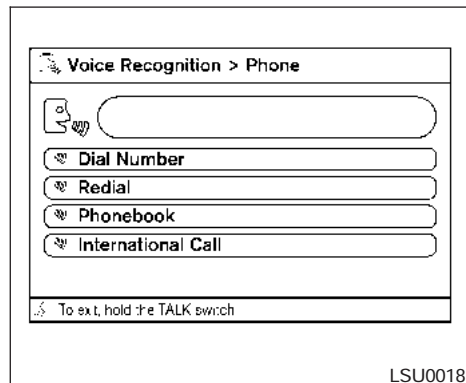 Voice Recognition > Phone
Dial Number
Redial
Phonebook
International Call
To exit, hold the TALK switch
LSU0018